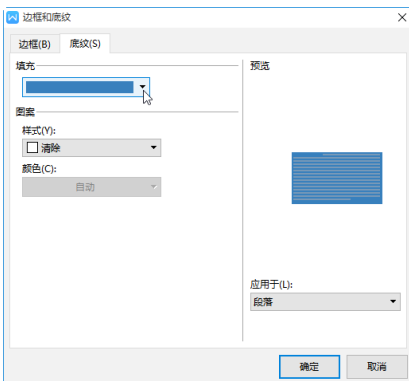 边框和底纹
边框(B) 底纹(S)
填充
图案
样式(Y):
清除
颜色(C):
自动
预览
应用于(L):
段落
确定 取消